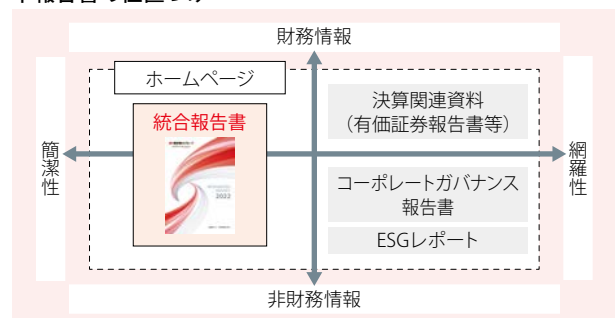 財務情報
ホームページ
統合報告書
2022
決算関連資料
（有価証券報告書等）
簡潔性
網羅性
コーポレートガバナンス
報告書
ESGレポート
非財務情報